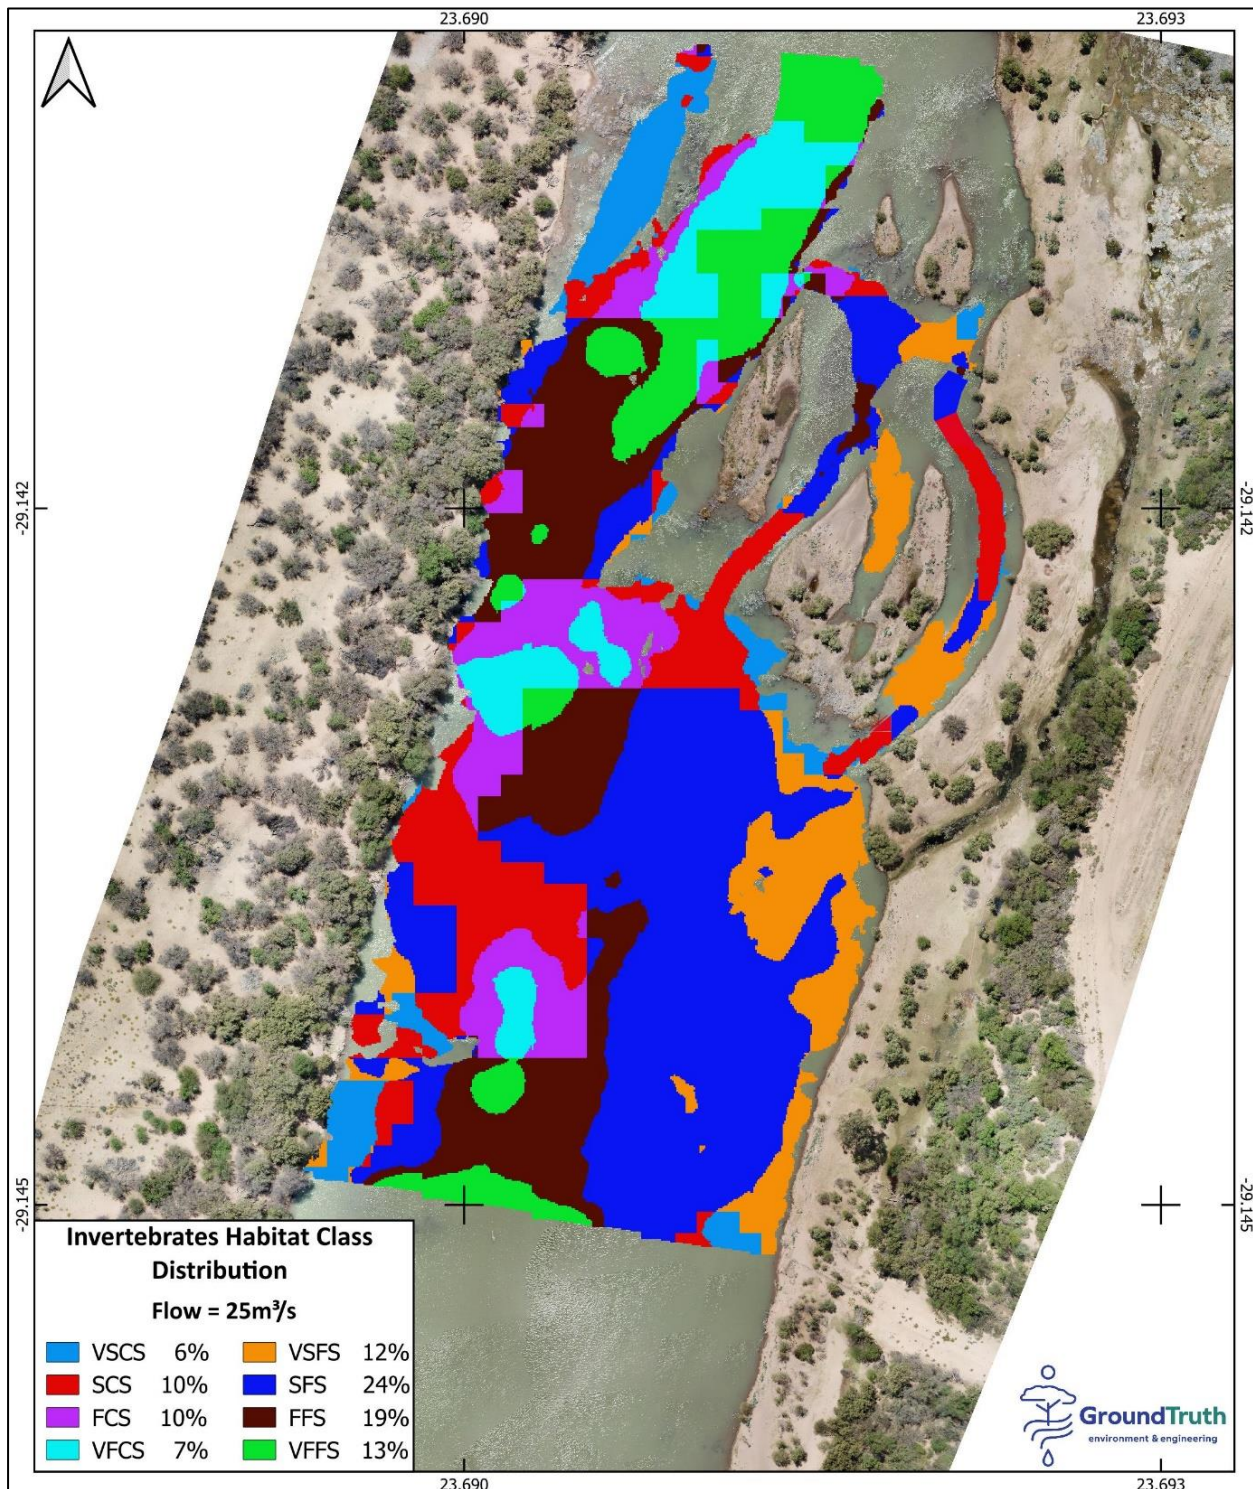 23.690
23.693
-29.142
-29.142
-29.145
-29.145
Invertebrates Habitat Class
Distribution
Flow = 25m³/s
VSCS 6% VSFS 12%
SCS 10% SFS 24%
FCS 10% FFS 19%
VFCS 7% VFFS 13%
GroundTruth
environment & engineering
23.690
23.693